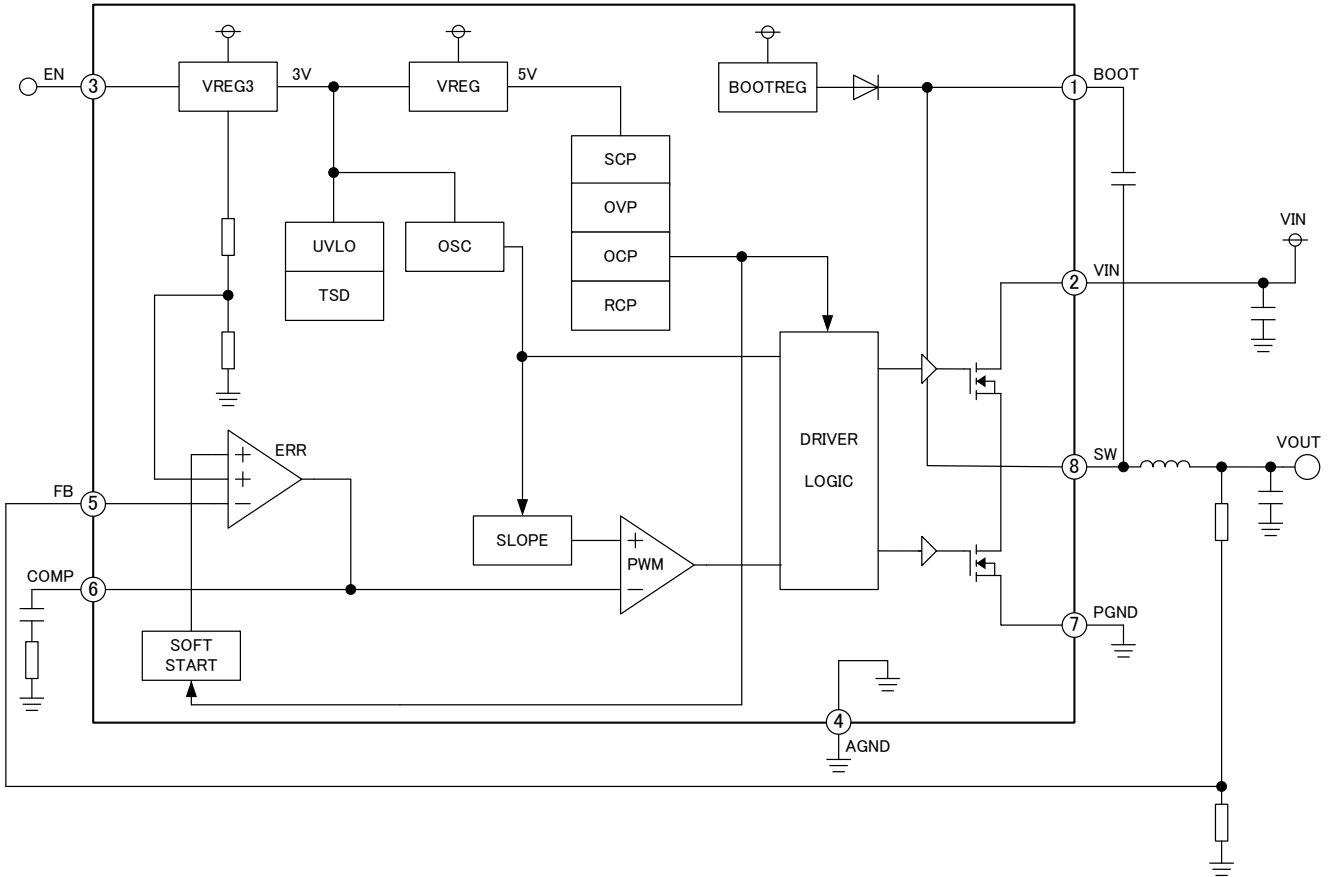 EN
3
VREG3
3V
VREG
5V
BOOTREG
1
BOOT
SCP
OVP
OCP
RCP
UVLO
TSD
OSC
VIN
2
VIN
DRIVER
LOGIC
ERR
+
+
−
FB
5
8
SW
VOUT
SLOPE
+
PWM
−
COMP
6
7
PGND
SOFT
START
4
AGND